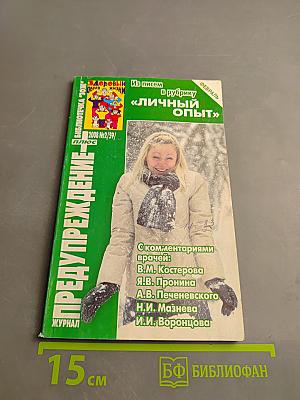 Из писем
в рубрику
«ЛИЧНЫЙ
ОПЫТ»
ФЕВРАЛЬ
БИБЛИОТЕЧКА "ЗОЖ"
2008 №2(59)
ЖУРНАЛ
ПРЕДУПРЕЖДЕНИЕ-
плюс
С комментариями
врачей:
В.М. Костерова
Я.В. Пронина
А.В. Печеневского
Н.И. Мазнева
И.И. Воронцова
15 см
БФ БИБЛИОФАН